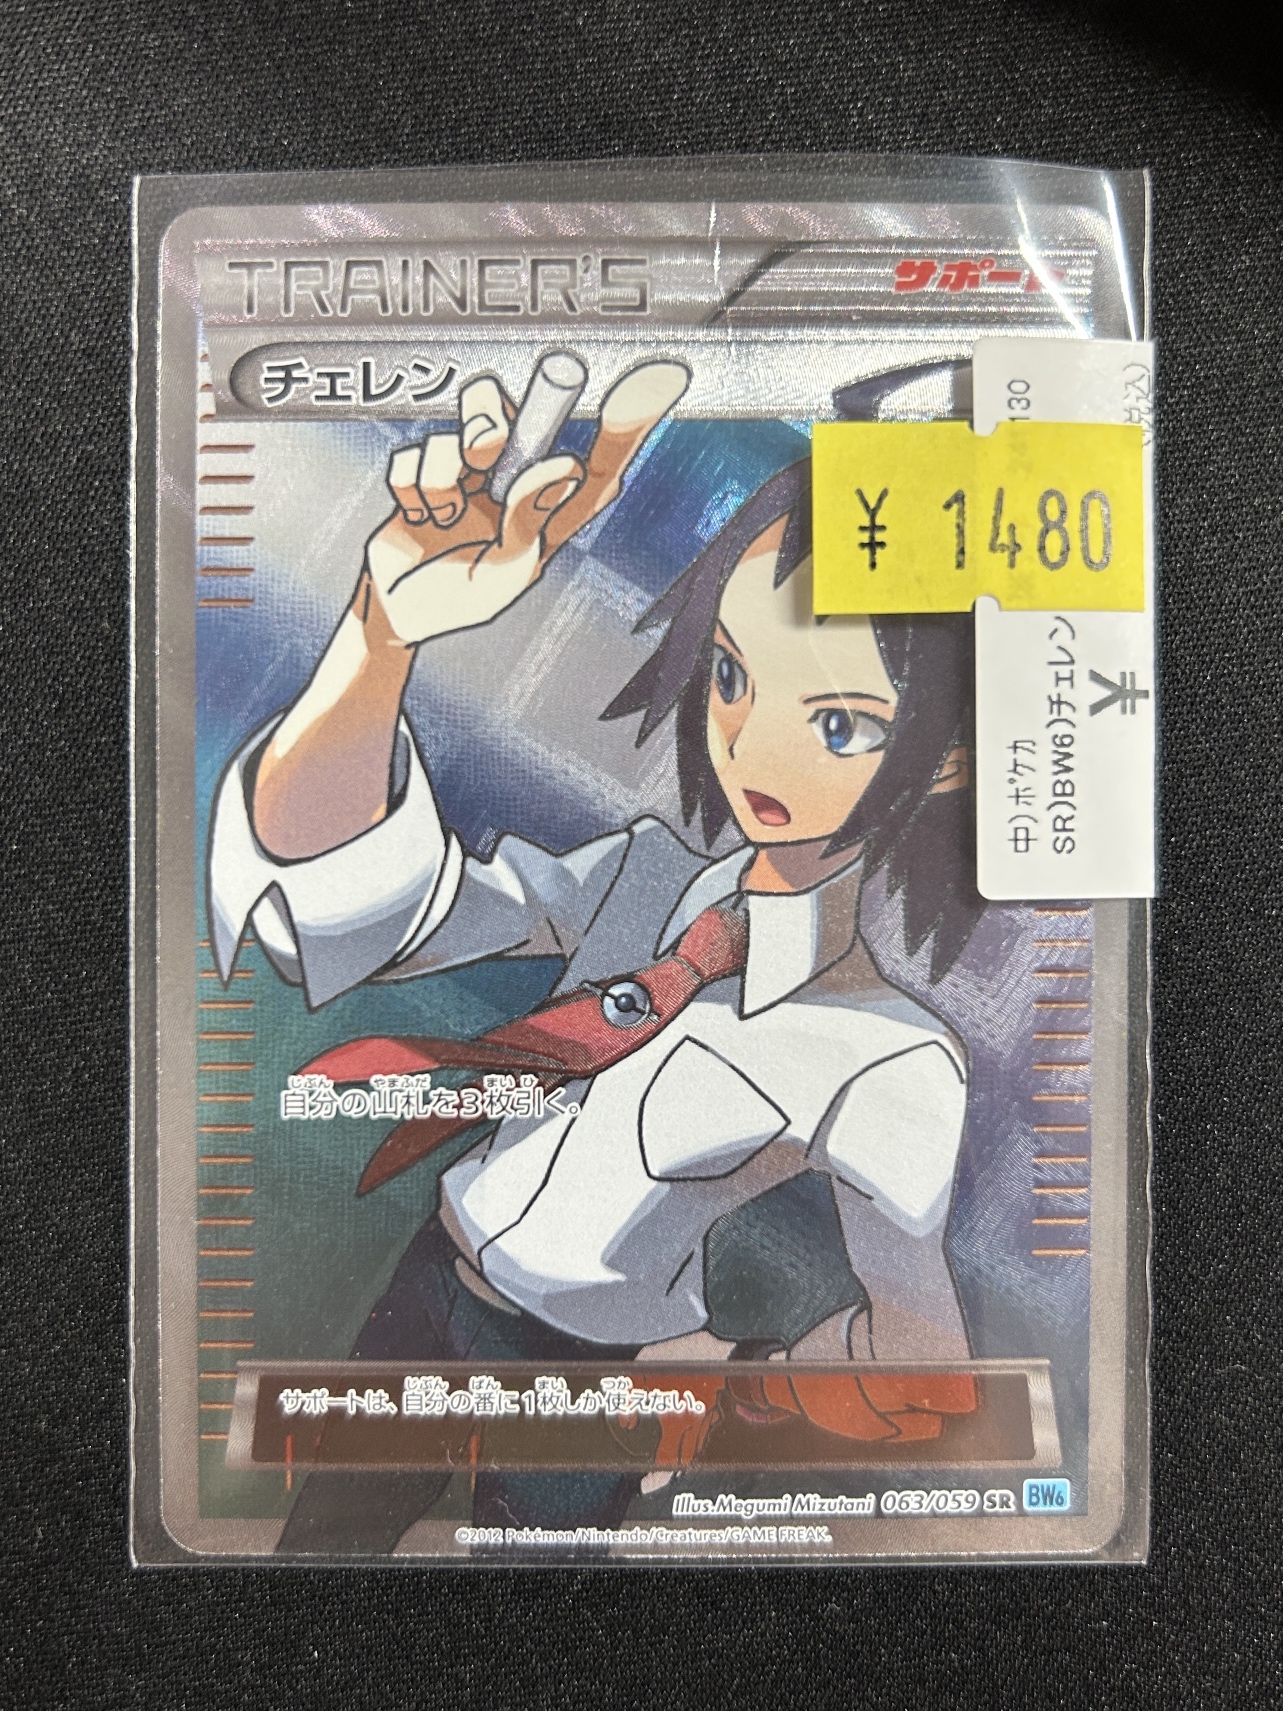 TRAINER'S
サポート
チェレン
¥ 1480
中)ポケカ
SR)BW6)チェレン
¥
自分の山札を3枚引く。
サポートは、自分の番に1枚しか使えない。
Illus.Megumi Mizutani 063/059 SR BW6
©2012 Pokémon/Nintendo/Creatures/GAME FREAK.